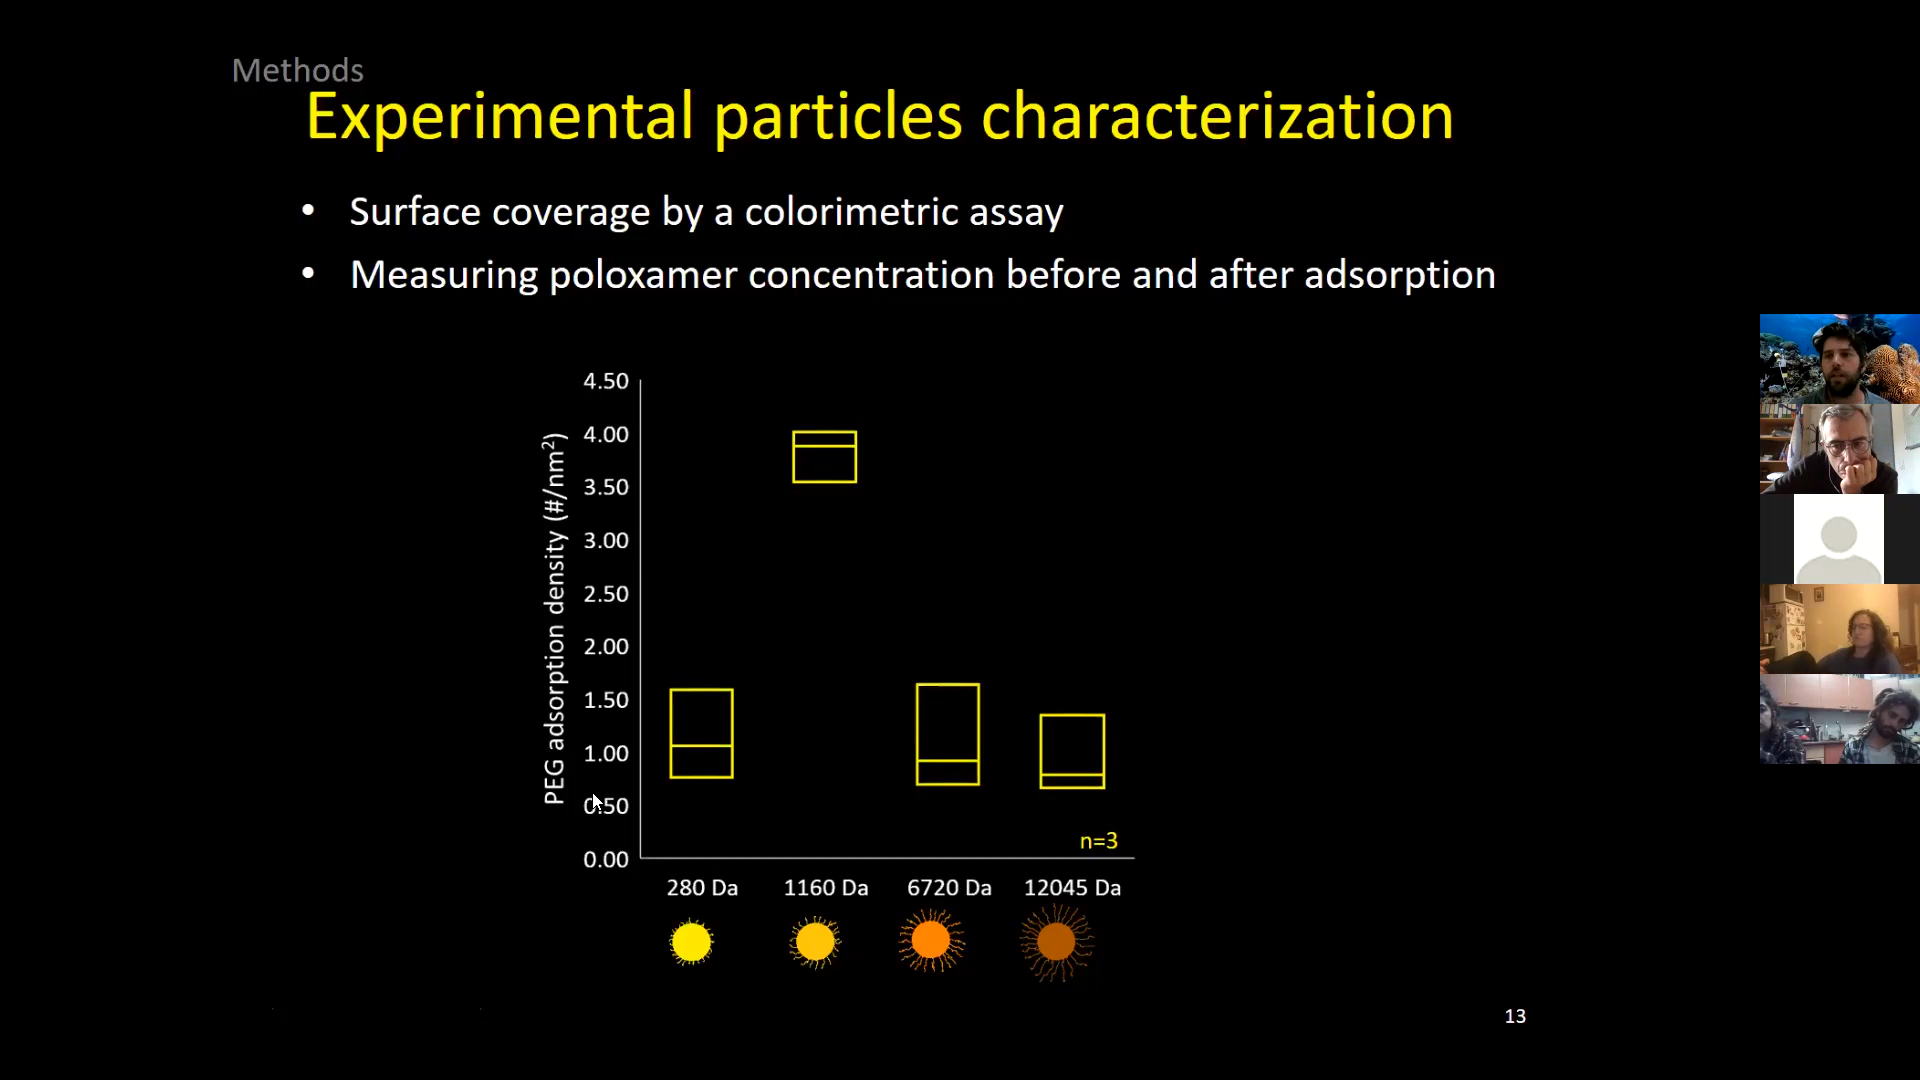 Methods
Experimental particles characterization
• Surface coverage by a colorimetric assay
• Measuring poloxamer concentration before and after adsorption
PEG adsorption density (#/nm²)
4.50
4.00
3.50
3.00
2.50
2.00
1.50
1.00
0.50
0.00
n=3
280 Da 1160 Da 6720 Da 12045 Da
13